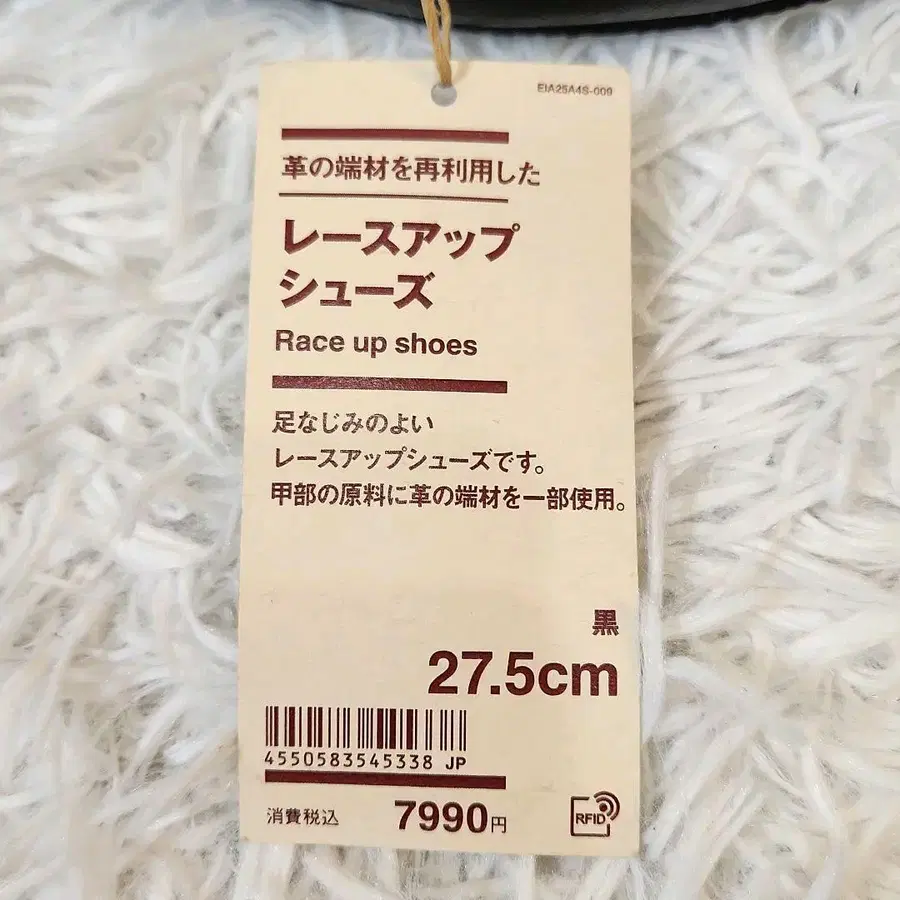 EIA25A4S-009
革の端材を再利用した
レースアップ
シューズ
Race up shoes
足なじみのよい
レースアップシューズです。
甲部の原料に革の端材を一部使用。
黒
27.5cm
4550583545338 JP
消費税込 7990円
RFID